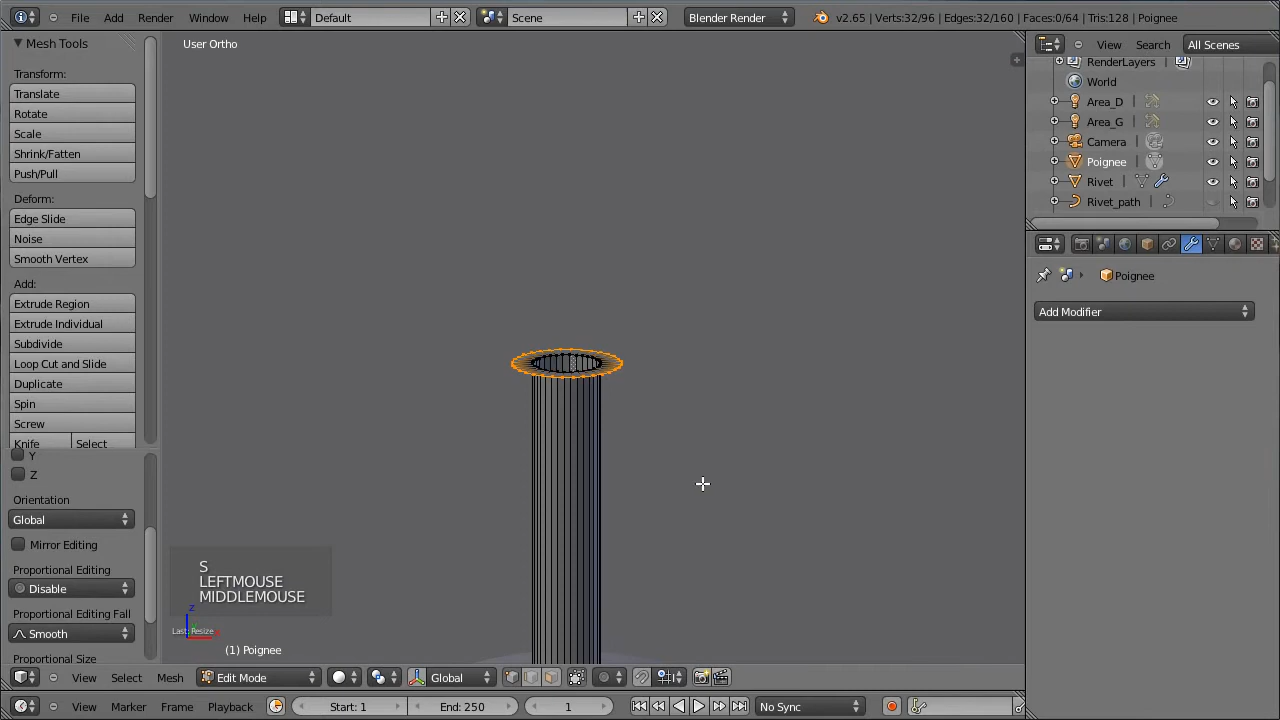 File Add Render Window Help Default Scene Blender Render v2.65 | Verts:32/96 | Edges:32/160 | Faces:0/64 | Tris:128 | Poignee
Mesh Tools
Transform:
Translate
Rotate
Scale
Shrink/Fatten
Push/Pull
Deform:
Edge Slide
Noise
Smooth Vertex
Add:
Extrude Region
Extrude Individual
Subdivide
Loop Cut and Slide
Duplicate
Spin
Screw
Knife Select
Y
Z
Orientation
Global
Mirror Editing
Proportional Editing
Disable
Proportional Editing Fall
Smooth
Proportional Size
User Ortho
S
LEFTMOUSE
MIDDLEMOUSE
z
Last: Resize
(1) Poignee
View Select Mesh Edit Mode Global
View Marker Frame Playback Start: 1 End: 250 1 No Sync
View Search All Scenes
RenderLayers |
World
Area_D |
Area_G |
Camera |
Poignee |
Rivet |
Rivet_path |
Poignee
Add Modifier